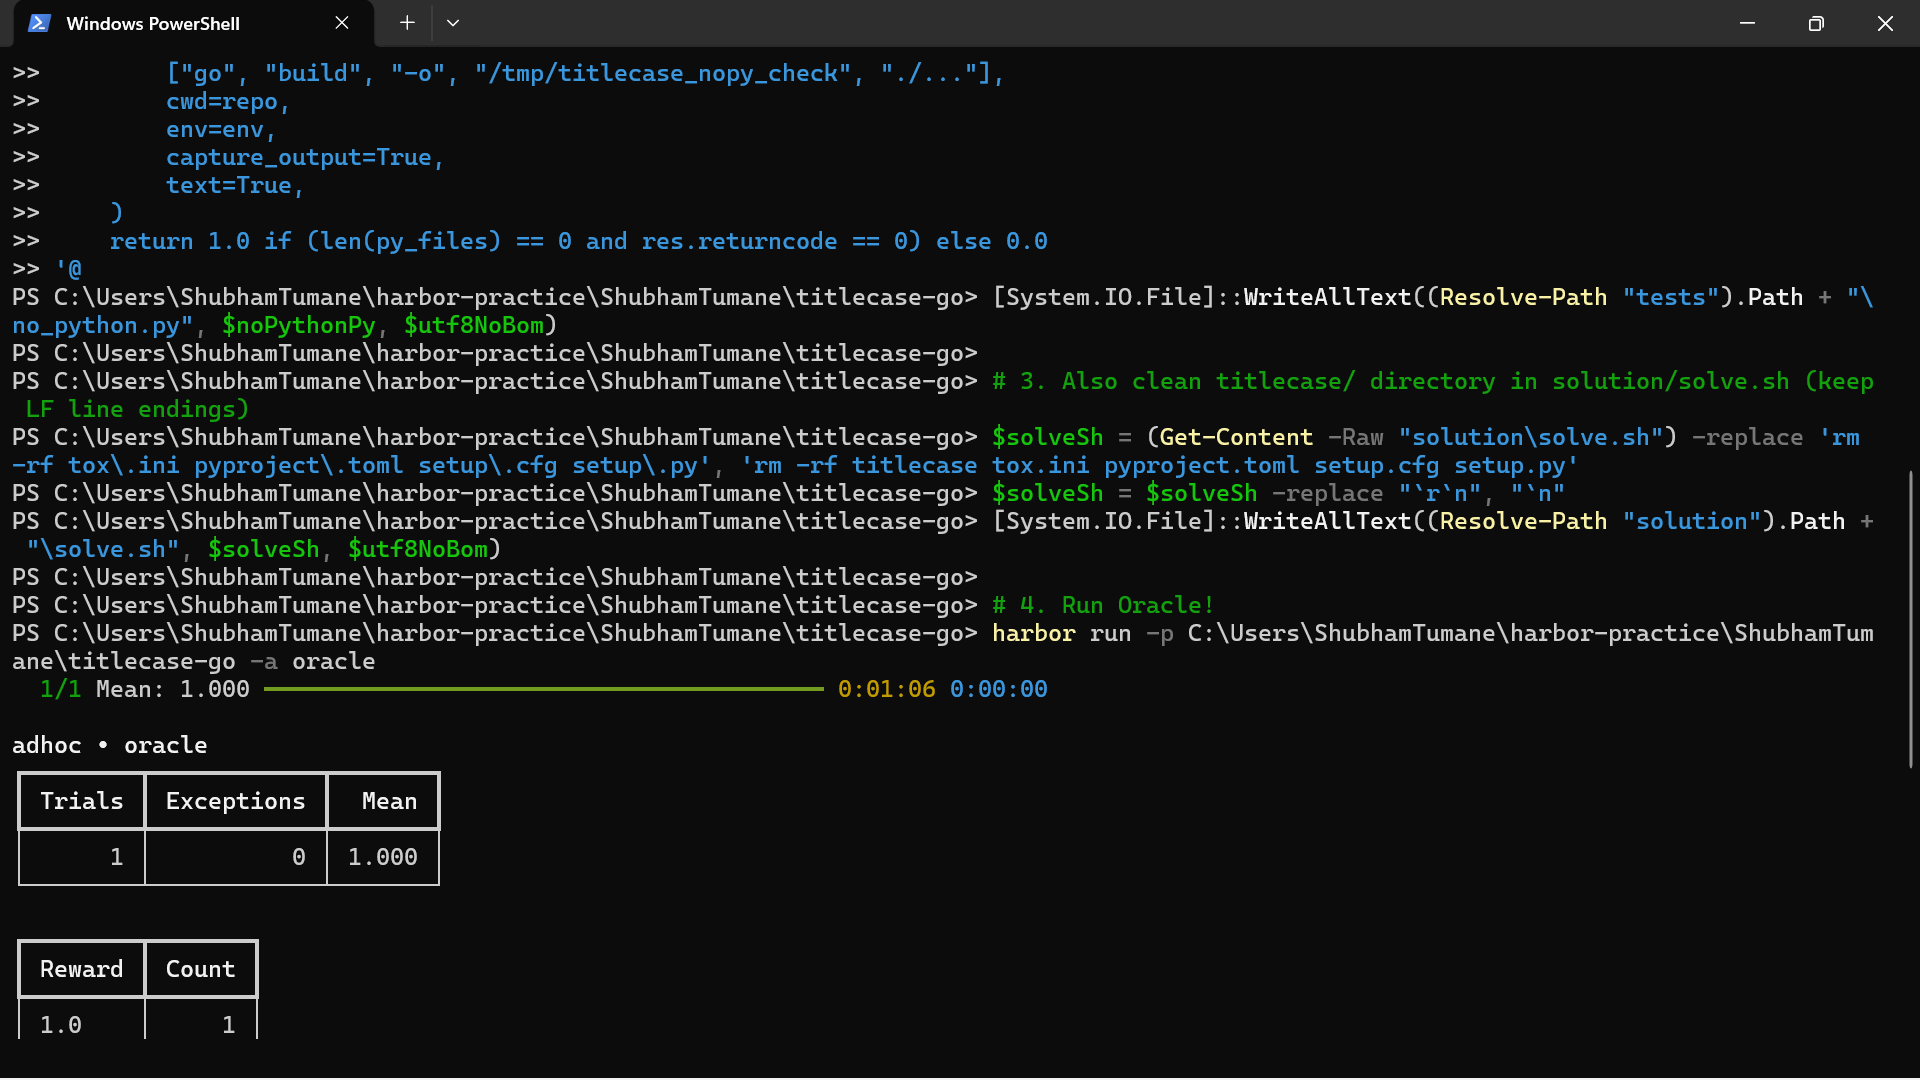 Windows PowerShell
>>         ["go", "build", "-o", "/tmp/titlecase_nopy_check", "./..."],
>>         cwd=repo,
>>         env=env,
>>         capture_output=True,
>>         text=True,
>>     )
>>     return 1.0 if (len(py_files) == 0 and res.returncode == 0) else 0.0
>> '@
PS C:\Users\ShubhamTumane\harbor-practice\ShubhamTumane\titlecase-go> [System.IO.File]::WriteAllText((Resolve-Path "tests").Path + "\
no_python.py", $noPythonPy, $utf8NoBom)
PS C:\Users\ShubhamTumane\harbor-practice\ShubhamTumane\titlecase-go>
PS C:\Users\ShubhamTumane\harbor-practice\ShubhamTumane\titlecase-go> # 3. Also clean titlecase/ directory in solution/solve.sh (keep
 LF line endings)
PS C:\Users\ShubhamTumane\harbor-practice\ShubhamTumane\titlecase-go> $solveSh = (Get-Content -Raw "solution\solve.sh") -replace 'rm
-rf tox\.ini pyproject\.toml setup\.cfg setup\.py', 'rm -rf titlecase tox.ini pyproject.toml setup.cfg setup.py'
PS C:\Users\ShubhamTumane\harbor-practice\ShubhamTumane\titlecase-go> $solveSh = $solveSh -replace "`r`n", "`n"
PS C:\Users\ShubhamTumane\harbor-practice\ShubhamTumane\titlecase-go> [System.IO.File]::WriteAllText((Resolve-Path "solution").Path +
 "\solve.sh", $solveSh, $utf8NoBom)
PS C:\Users\ShubhamTumane\harbor-practice\ShubhamTumane\titlecase-go>
PS C:\Users\ShubhamTumane\harbor-practice\ShubhamTumane\titlecase-go> # 4. Run Oracle!
PS C:\Users\ShubhamTumane\harbor-practice\ShubhamTumane\titlecase-go> harbor run -p C:\Users\ShubhamTumane\harbor-practice\ShubhamTum
ane\titlecase-go -a oracle
  1/1 Mean: 1.000 0:01:06 0:00:00
adhoc • oracle
Trials Exceptions Mean
1 0 1.000
Reward Count
1.0 1